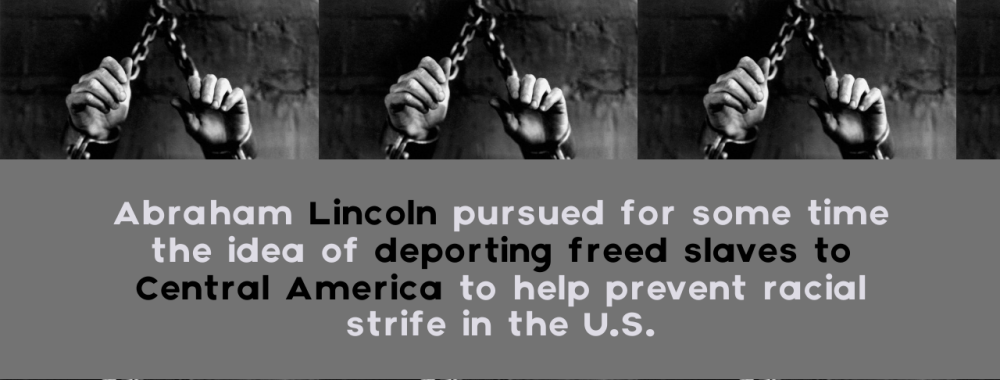 Abraham Lincoln pursued for some time
the idea of deporting freed slaves to
Central America to help prevent racial
strife in the U.S.